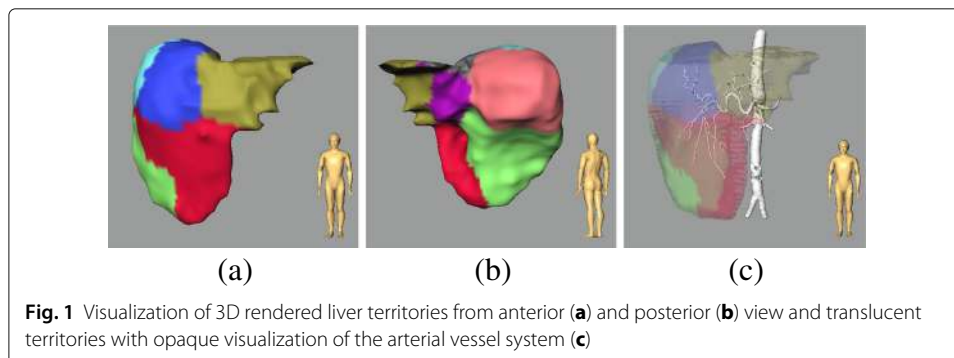 (a) (b) (c)
Fig. 1 Visualization of 3D rendered liver territories from anterior (a) and posterior (b) view and translucent
territories with opaque visualization of the arterial vessel system (c)